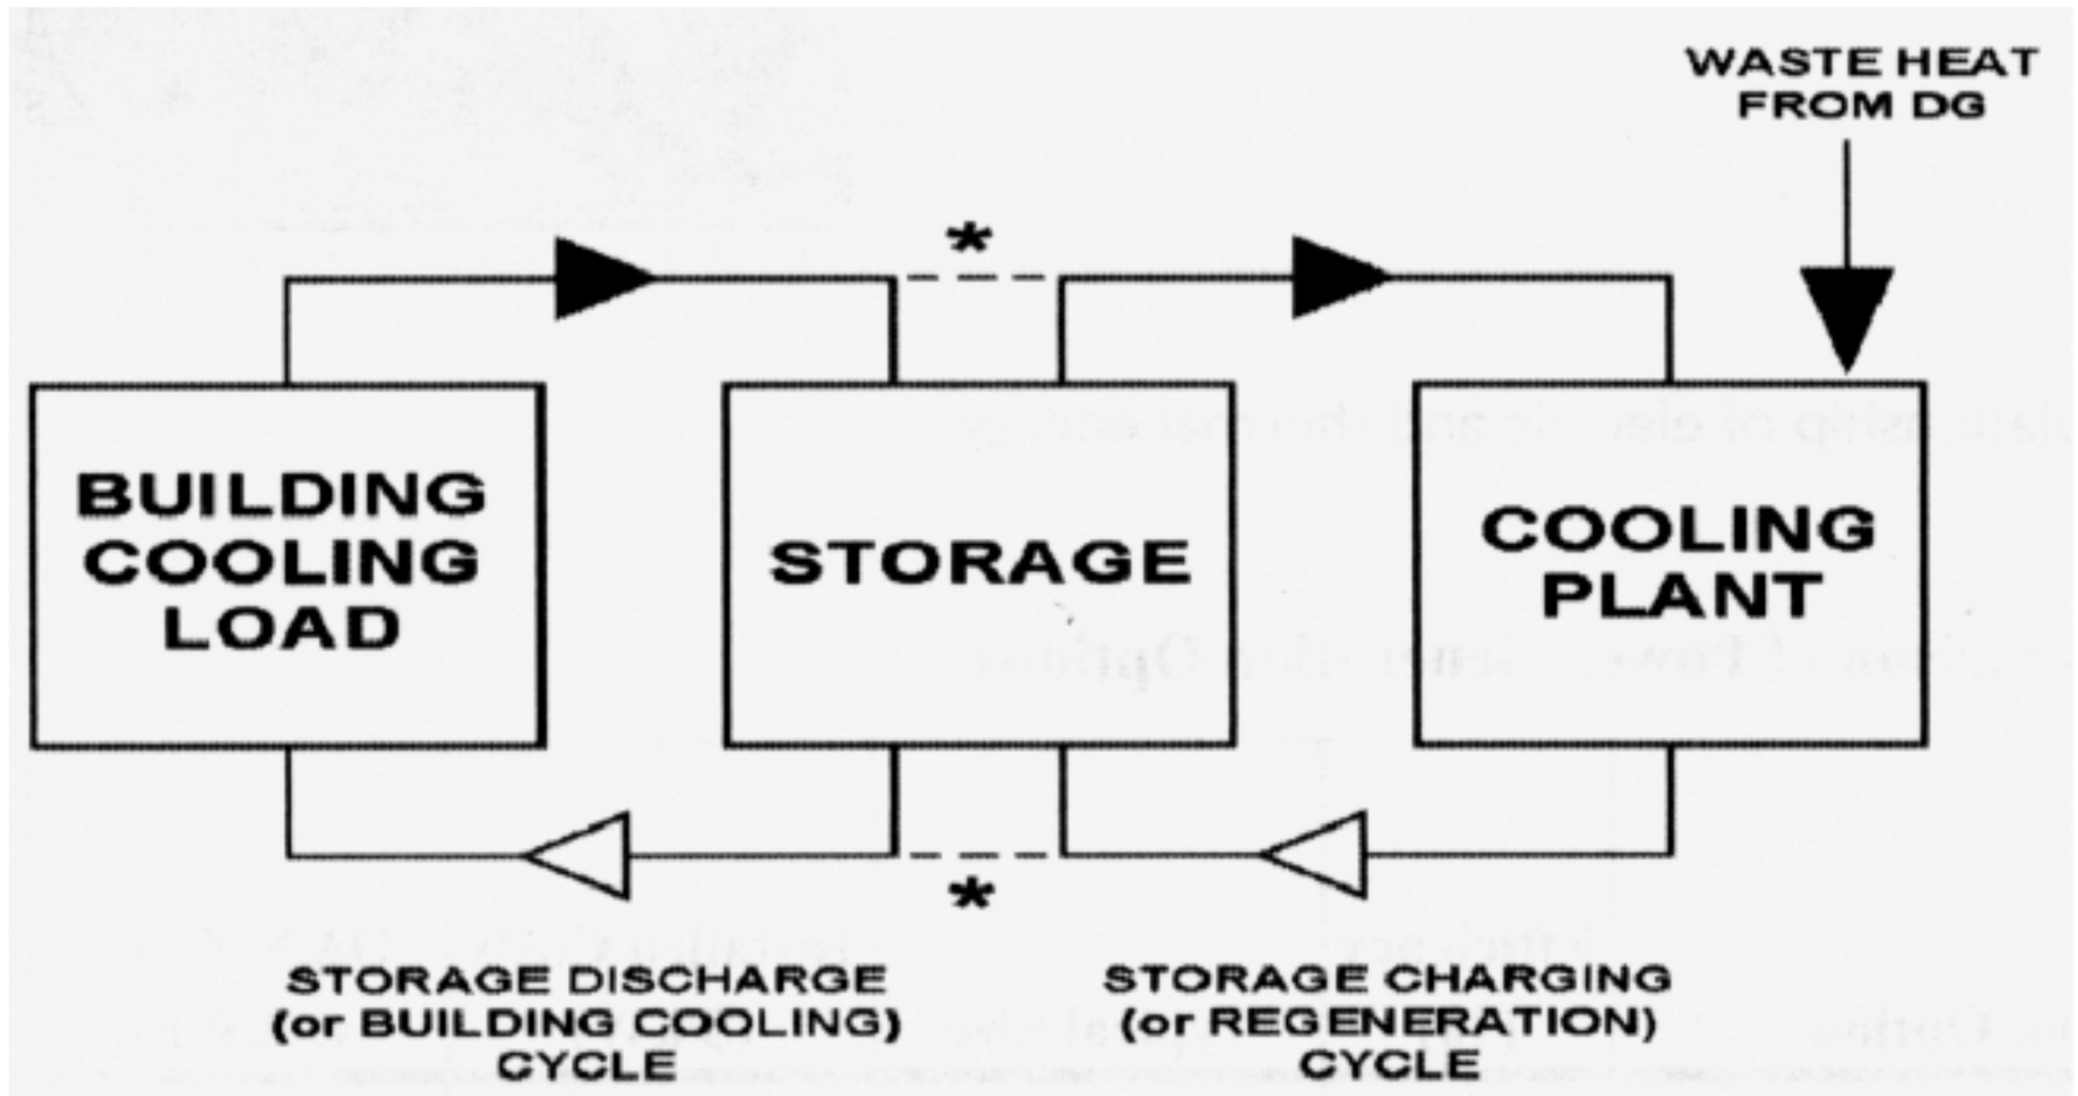 WASTE HEAT
FROM DG
*
BUILDING
COOLING
LOAD
STORAGE
COOLING
PLANT
*
STORAGE DISCHARGE
(or BUILDING COOLING)
CYCLE
STORAGE CHARGING
(or REGENERATION)
CYCLE